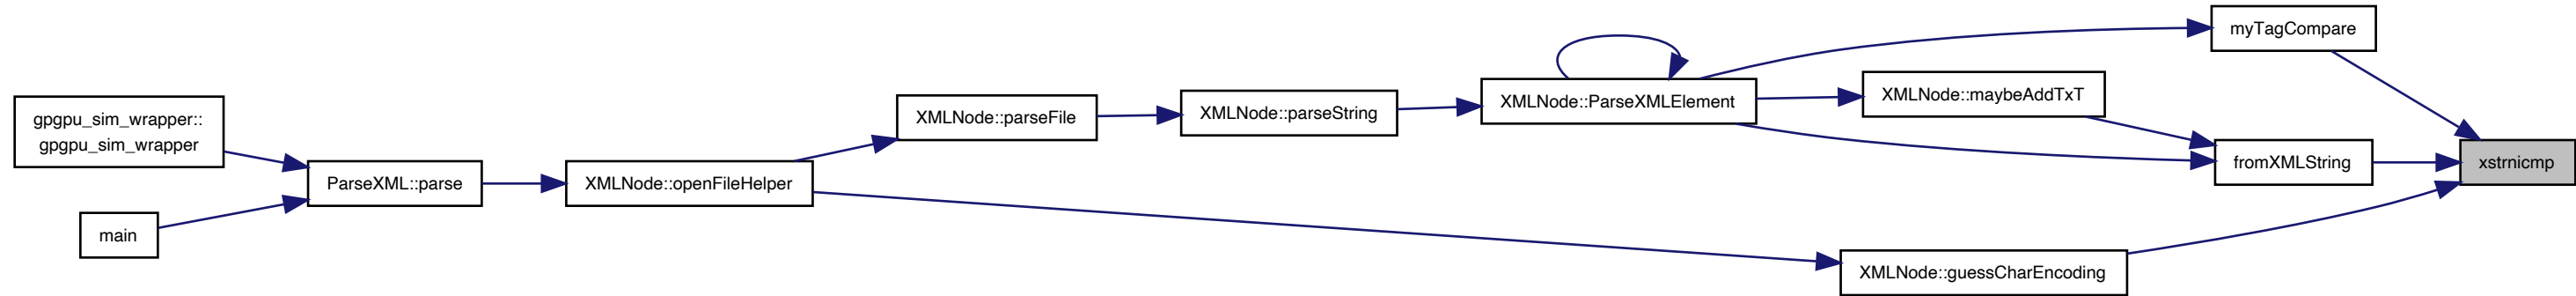 gpgpu_sim_wrapper::
gpgpu_sim_wrapper
main
ParseXML::parse
XMLNode::openFileHelper
XMLNode::parseFile
XMLNode::parseString
XMLNode::ParseXMLElement
myTagCompare
XMLNode::maybeAddTxT
fromXMLString
XMLNode::guessCharEncoding
xstrnicmp